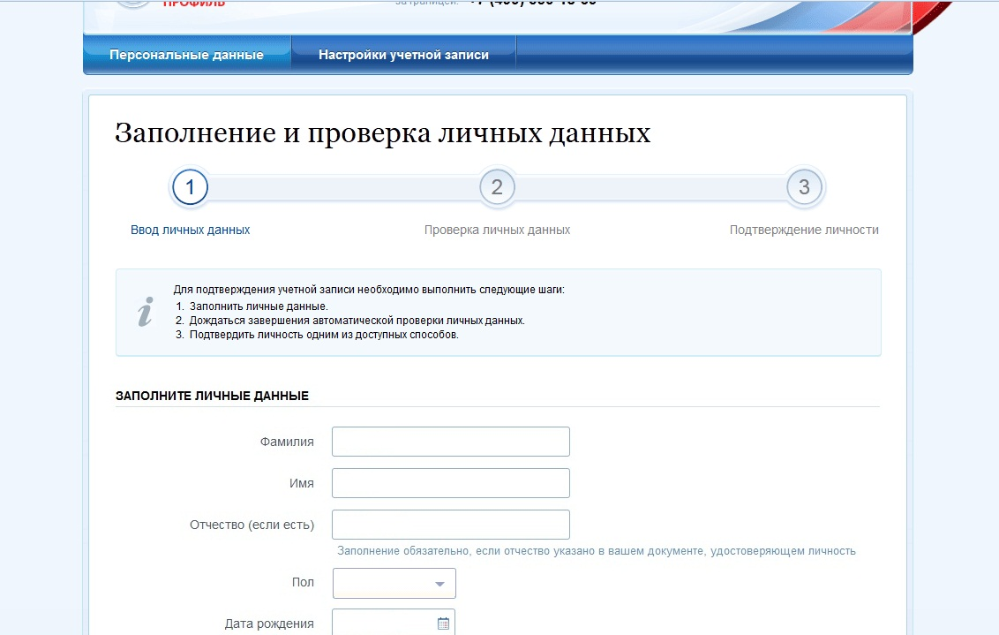 ПРОФИЛЬ
за границей:
Персональные данные
Настройки учетной записи
Заполнение и проверка личных данных
1
2
3
Ввод личных данных
Проверка личных данных
Подтверждение личности
Для подтверждения учетной записи необходимо выполнить следующие шаги:
1. Заполнить личные данные.
2. Дождаться завершения автоматической проверки личных данных.
3. Подтвердить личность одним из доступных способов.
ЗАПОЛНИТЕ ЛИЧНЫЕ ДАННЫЕ
Фамилия
Имя
Отчество (если есть)
Заполнение обязательно, если отчество указано в вашем документе, удостоверяющем личность
Пол
Дата рождения